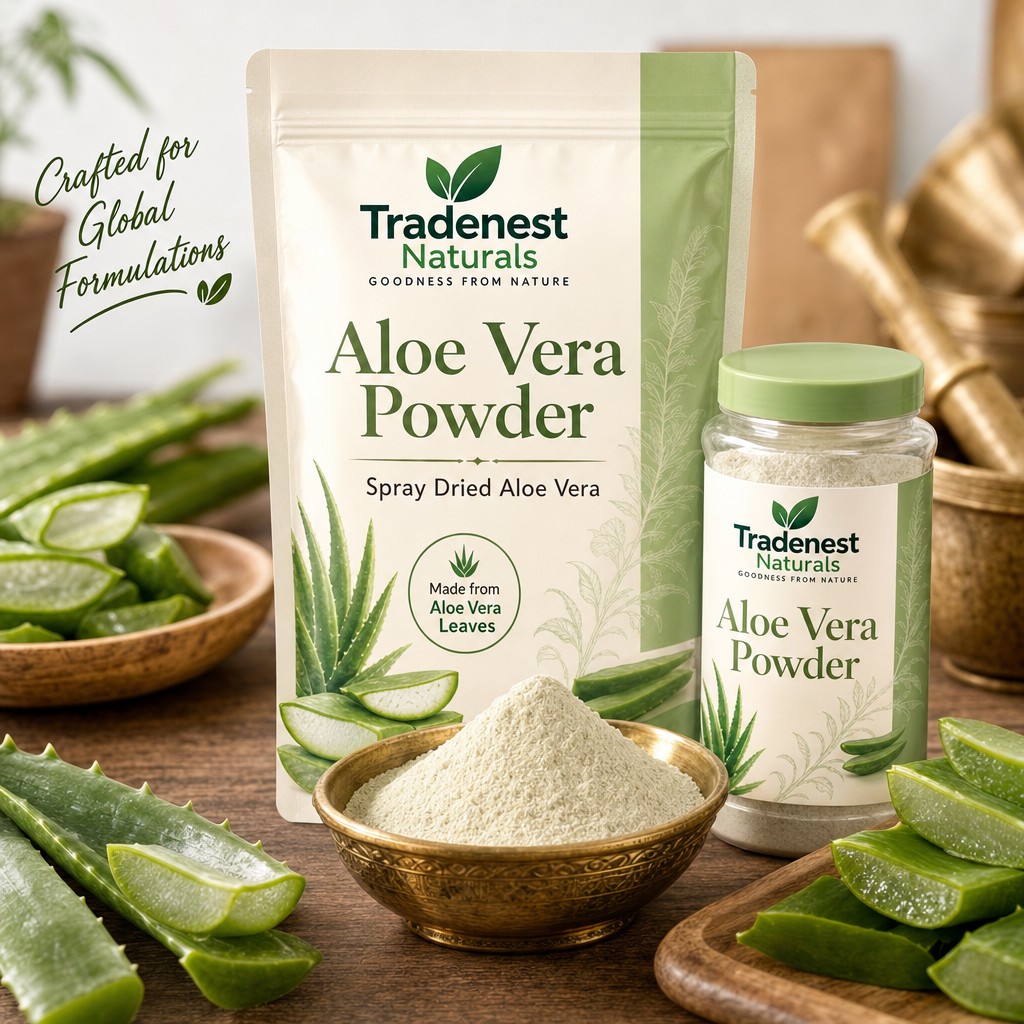 Crafted for
Global
Formulations
Tradenest
Naturals
GOODNESS FROM NATURE
Aloe Vera
Powder
Spray Dried Aloe Vera
Made from
Aloe Vera
Leaves
Tradenest
Naturals
GOODNESS FROM NATURE
Aloe Vera
Powder